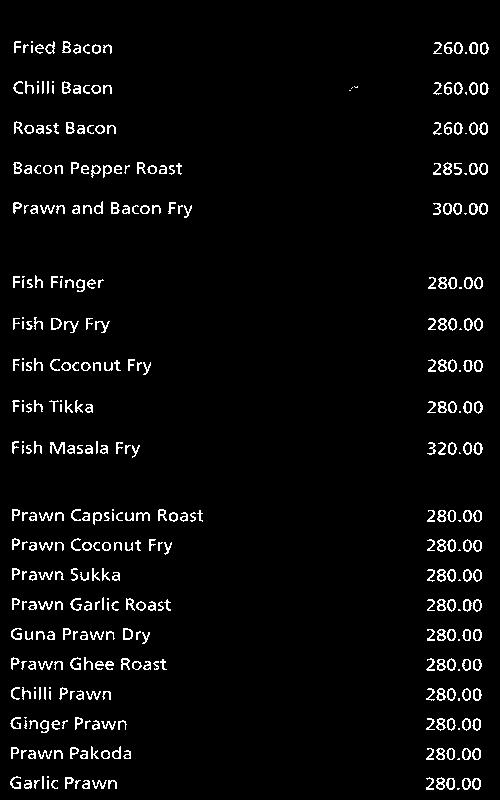 Fried Bacon 260.00
Chilli Bacon 260.00
Roast Bacon 260.00
Bacon Pepper Roast 285.00
Prawn and Bacon Fry 300.00
Fish Finger 280.00
Fish Dry Fry 280.00
Fish Coconut Fry 280.00
Fish Tikka 280.00
Fish Masala Fry 320.00
Prawn Capsicum Roast 280.00
Prawn Coconut Fry 280.00
Prawn Sukka 280.00
Prawn Garlic Roast 280.00
Guna Prawn Dry 280.00
Prawn Ghee Roast 280.00
Chilli Prawn 280.00
Ginger Prawn 280.00
Prawn Pakoda 280.00
Garlic Prawn 280.00